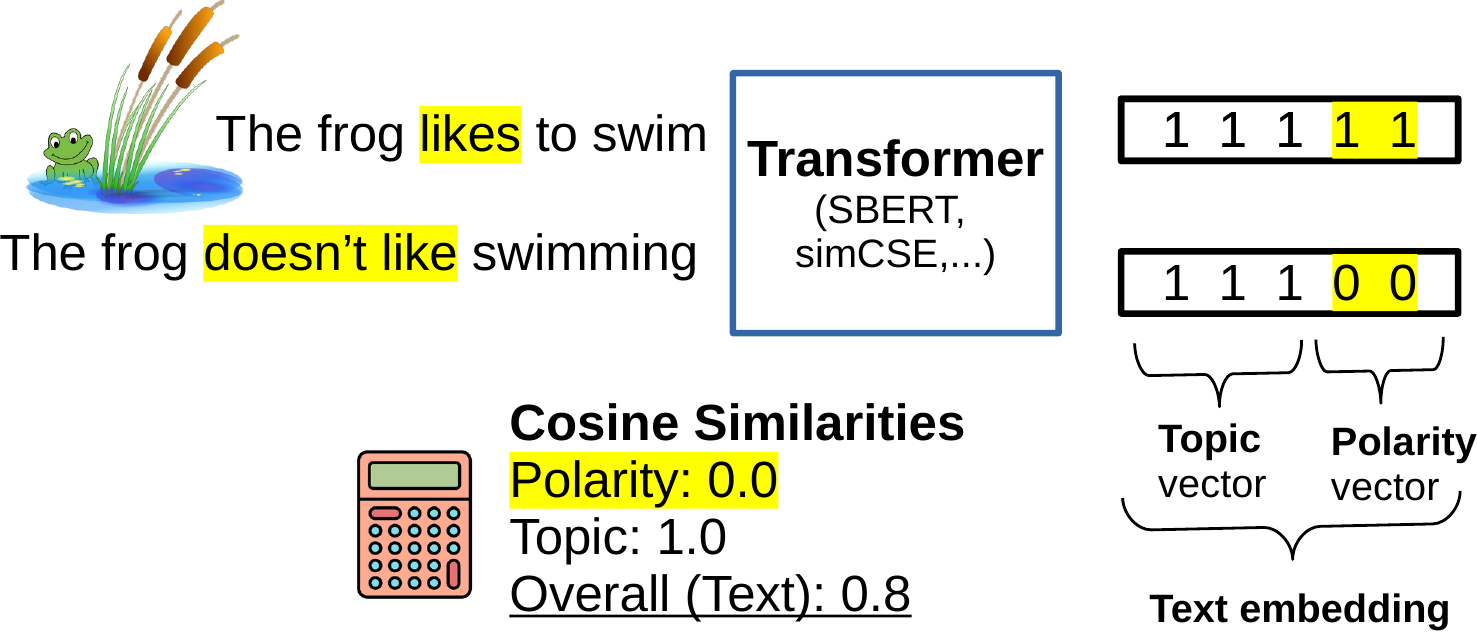 The frog likes to swim
The frog doesn’t like swimming
Transformer
(SBERT,
simCSE,...)
1 1 1 1 1
1 1 1 0 0
Topic
vector
Polarity
vector
Text embedding
Cosine Similarities
Polarity: 0.0
Topic: 1.0
Overall (Text): 0.8